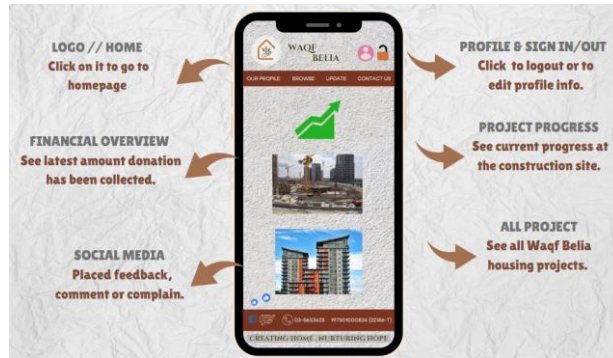 LOGO // HOME
Click on it to go to
homepage
FINANCIAL OVERVIEW
See latest amount donation
has been collected.
SOCIAL MEDIA
Placed feedback,
comment or complain.
WAQF
BELIA
OUR PROFILE BROWSE UPDATE CONTACT US
CREATING HOME , NURTURING HOPE
PROFILE & SIGN IN/OUT
Click to logout or to
edit profile info.
PROJECT PROGRESS
See current progress at
the construction site.
ALL PROJECT
See all Waqf Belia
housing projects.